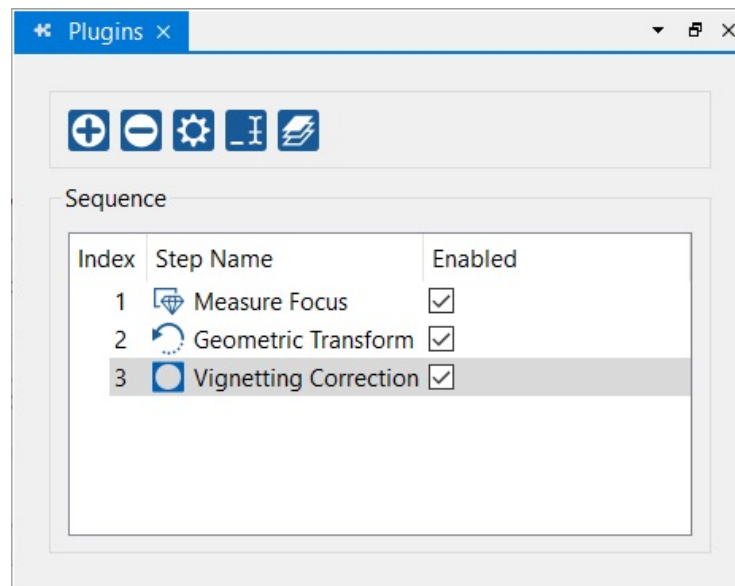 Plugins
Sequence
Index Step Name Enabled
1 Measure Focus
2 Geometric Transform
3 Vignetting Correction